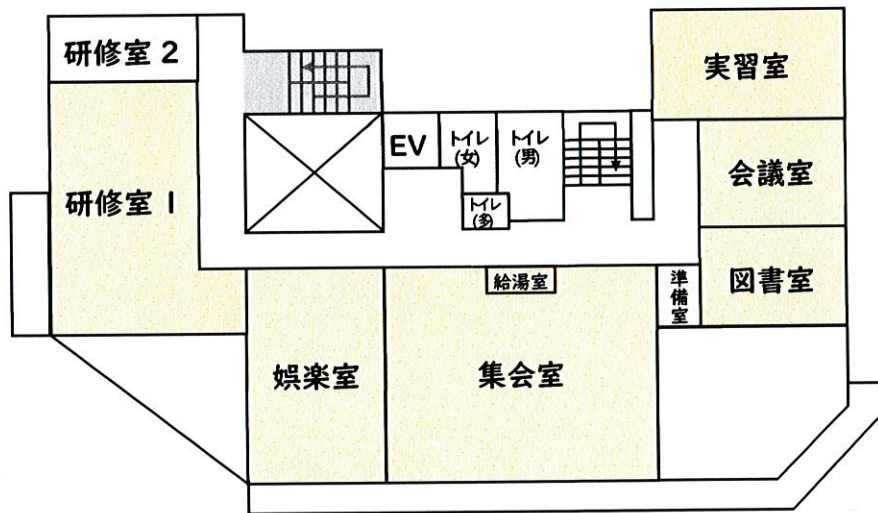 研修室 2
実習室
EV
トイレ
(女)
トイレ
(男)
会議室
研修室 1
トイレ
(多)
給湯室
準備室
図書室
娯楽室
集会室